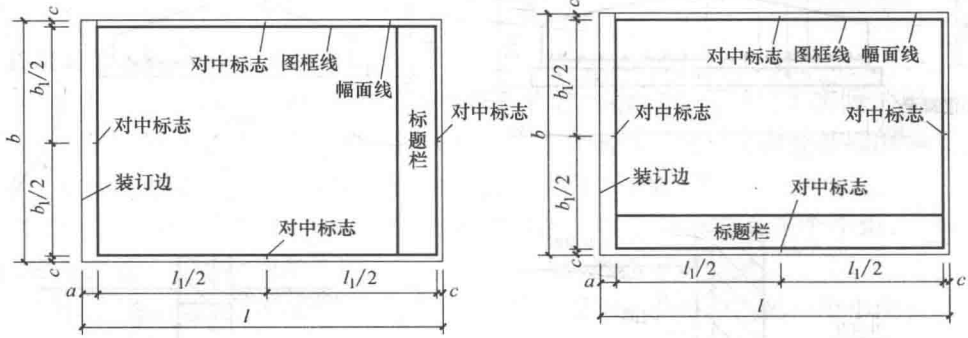 c
b₁/2
b
b₁/2
c
对中标志 图框线
幅面线
对中标志
标题栏
对中标志
装订边
对中标志
a
l₁/2
l₁/2
c
l
c
b₁/2
b
b₁/2
c
对中标志 图框线 幅面线
对中标志
对中标志
装订边
对中标志
标题栏
a
l₁/2
l₁/2
c
l